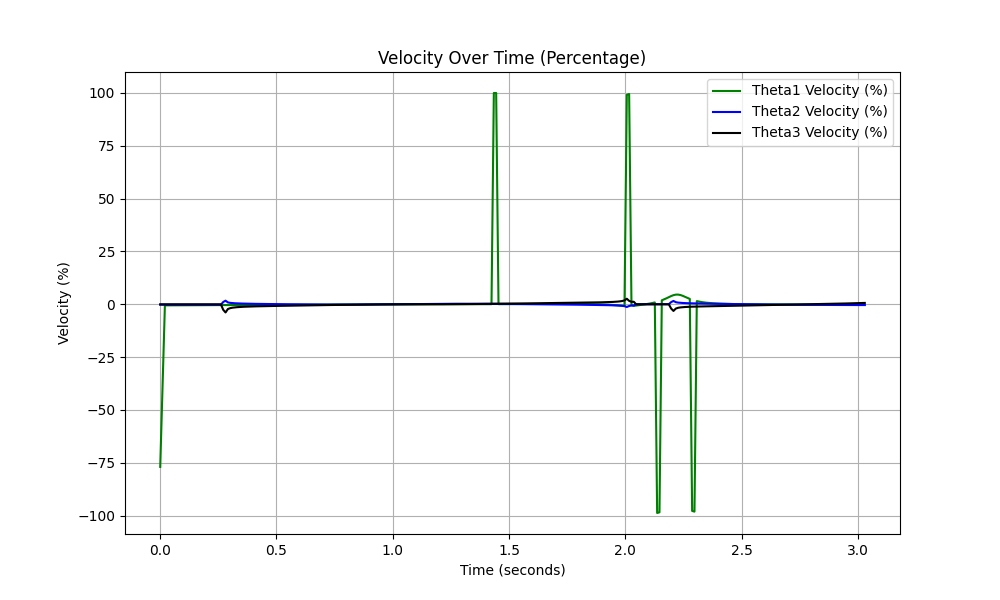 Velocity Over Time (Percentage)
Theta1 Velocity (%)
Theta2 Velocity (%)
Theta3 Velocity (%)
Velocity (%)
100
75
50
25
0
−25
−50
−75
−100
0.0 0.5 1.0 1.5 2.0 2.5 3.0
Time (seconds)